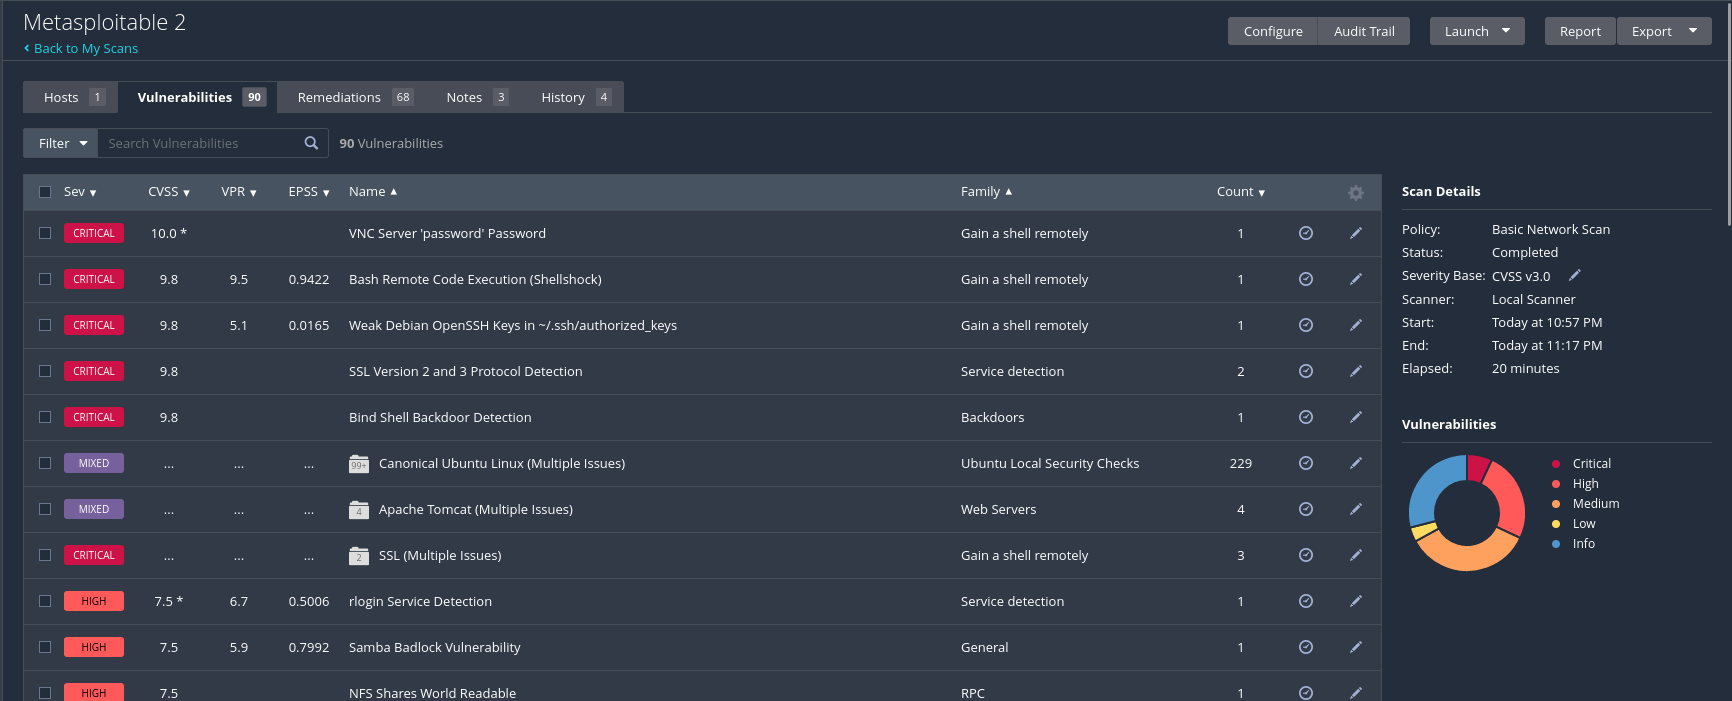 Metasploitable 2
Back to My Scans
Configure Audit Trail Launch Report Export
Hosts 1 Vulnerabilities 90 Remediations 68 Notes 3 History 4
Filter Search Vulnerabilities 90 Vulnerabilities
Sev CVSS VPR EPSS Name Family Count
CRITICAL 10.0 * VNC Server 'password' Password Gain a shell remotely 1
CRITICAL 9.8 9.5 0.9422 Bash Remote Code Execution (Shellshock) Gain a shell remotely 1
CRITICAL 9.8 5.1 0.0165 Weak Debian OpenSSH Keys in ~/.ssh/authorized_keys Gain a shell remotely 1
CRITICAL 9.8 SSL Version 2 and 3 Protocol Detection Service detection 2
CRITICAL 9.8 Bind Shell Backdoor Detection Backdoors 1
MIXED ... ... ... 99+ Canonical Ubuntu Linux (Multiple Issues) Ubuntu Local Security Checks 229
MIXED ... ... ... 4 Apache Tomcat (Multiple Issues) Web Servers 4
CRITICAL ... ... ... 2 SSL (Multiple Issues) Gain a shell remotely 3
HIGH 7.5 * 6.7 0.5006 rlogin Service Detection Service detection 1
HIGH 7.5 5.9 0.7992 Samba Badlock Vulnerability General 1
HIGH 7.5 NFS Shares World Readable RPC 1
Scan Details
Policy: Basic Network Scan
Status: Completed
Severity Base: CVSS v3.0
Scanner: Local Scanner
Start: Today at 10:57 PM
End: Today at 11:17 PM
Elapsed: 20 minutes
Vulnerabilities
Critical
High
Medium
Low
Info